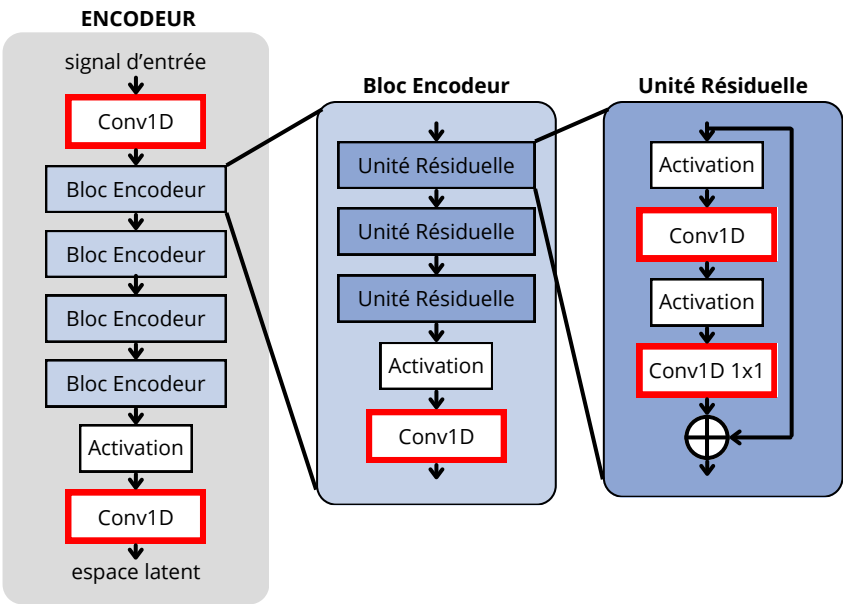 ENCODEUR
signal d'entrée
Conv1D
Bloc Encodeur
Bloc Encodeur
Bloc Encodeur
Bloc Encodeur
Activation
Conv1D
espace latent
Bloc Encodeur
Unité Résiduelle
Unité Résiduelle
Unité Résiduelle
Activation
Conv1D
Unité Résiduelle
Activation
Conv1D
Activation
Conv1D 1x1